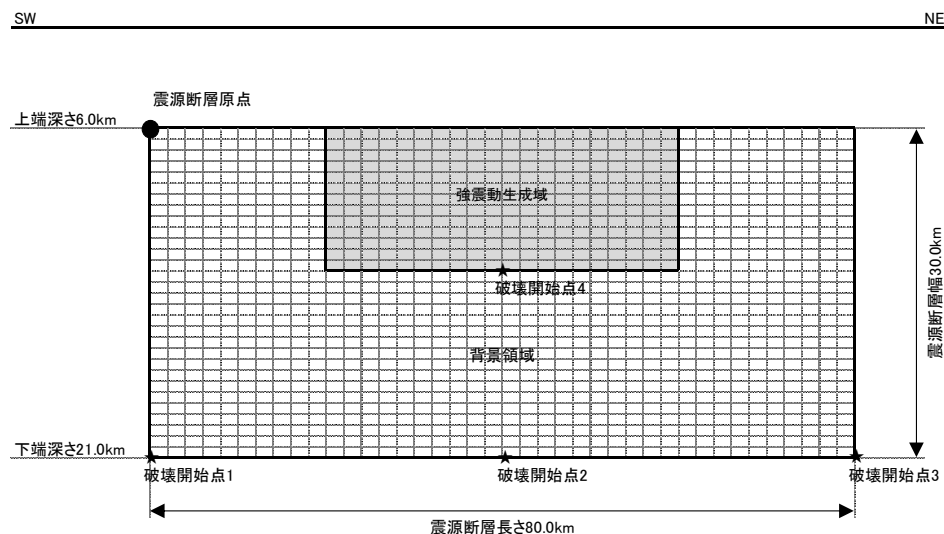 SW
NE
震源断層原点
上端深さ6.0km
強震動生成域
破壊開始点4
震源断層幅30.0km
背景領域
下端深さ21.0km
破壊開始点1
破壊開始点2
破壊開始点3
震源断層長さ80.0km